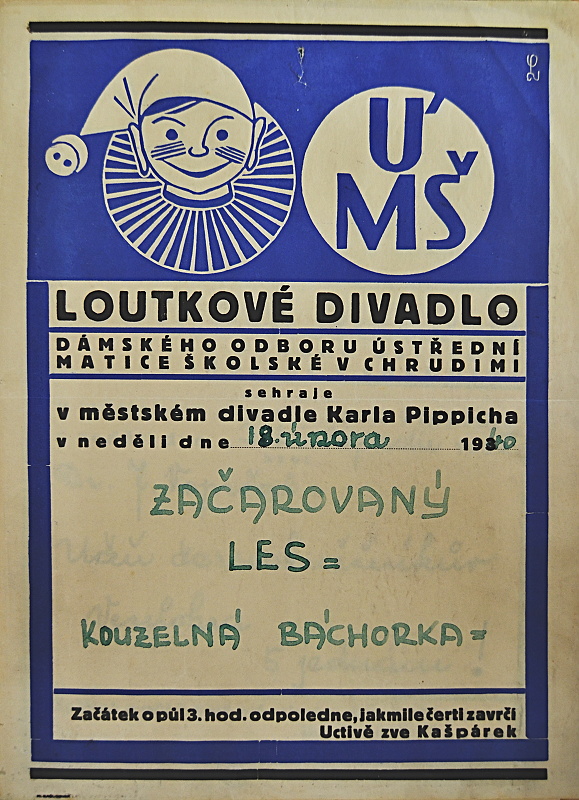 ÚMŠ
LOUTKOVÉ DIVADLO
DÁMSKÉHO ODBORU ÚSTŘEDNÍ
MATICE ŠKOLSKÉ V CHRUDIMI
sehraje
v městském divadle Karla Pippicha
v neděli dne 18. února 1940
ZAČAROVANÝ
LES =
KOUZELNÁ BÁCHORKA =
Začátek o půl 3. hod. odpoledne, jakmile čerti zavrčí
Uctivě zve Kašpárek